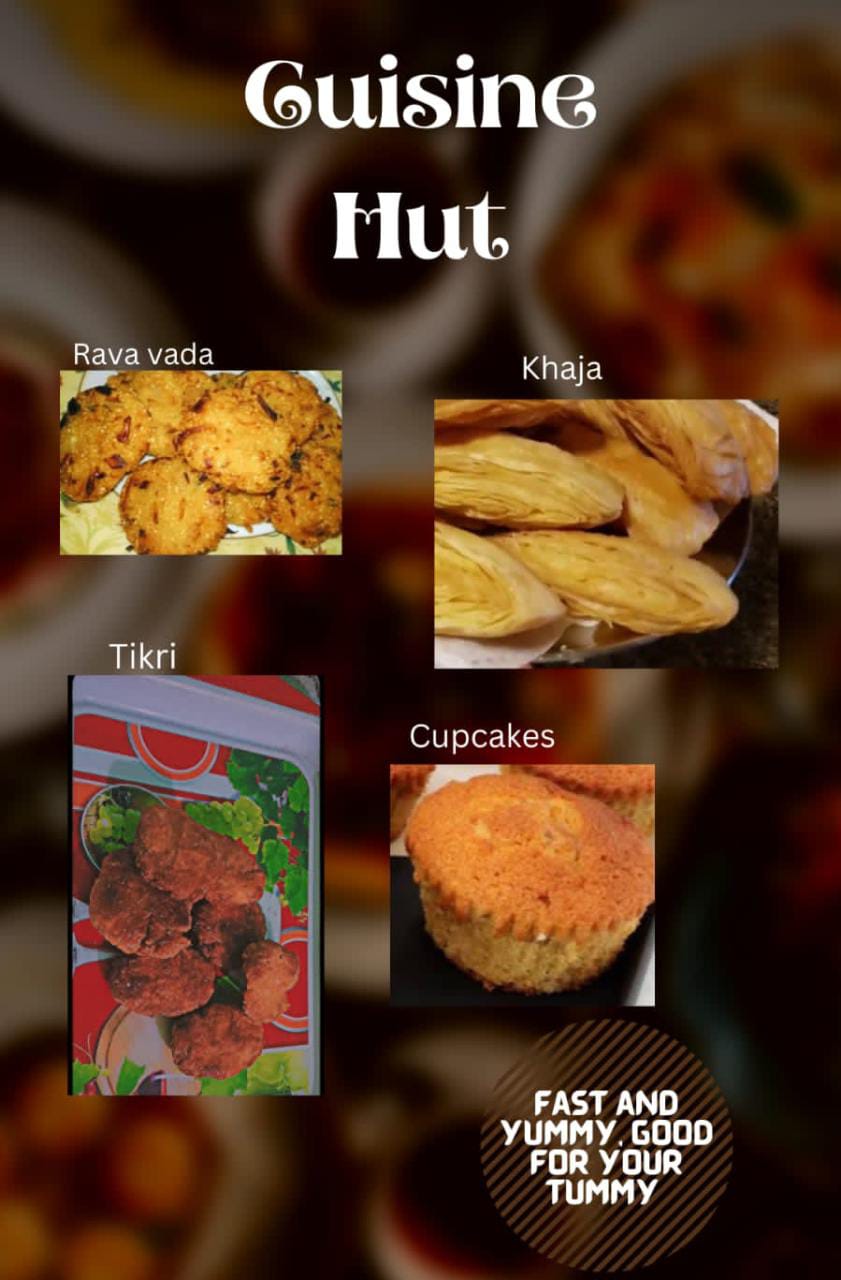 Cuisine
Hut
Rava vada
Khaja
Tikri
Cupcakes
FAST AND
YUMMY, GOOD
FOR YOUR
TUMMY